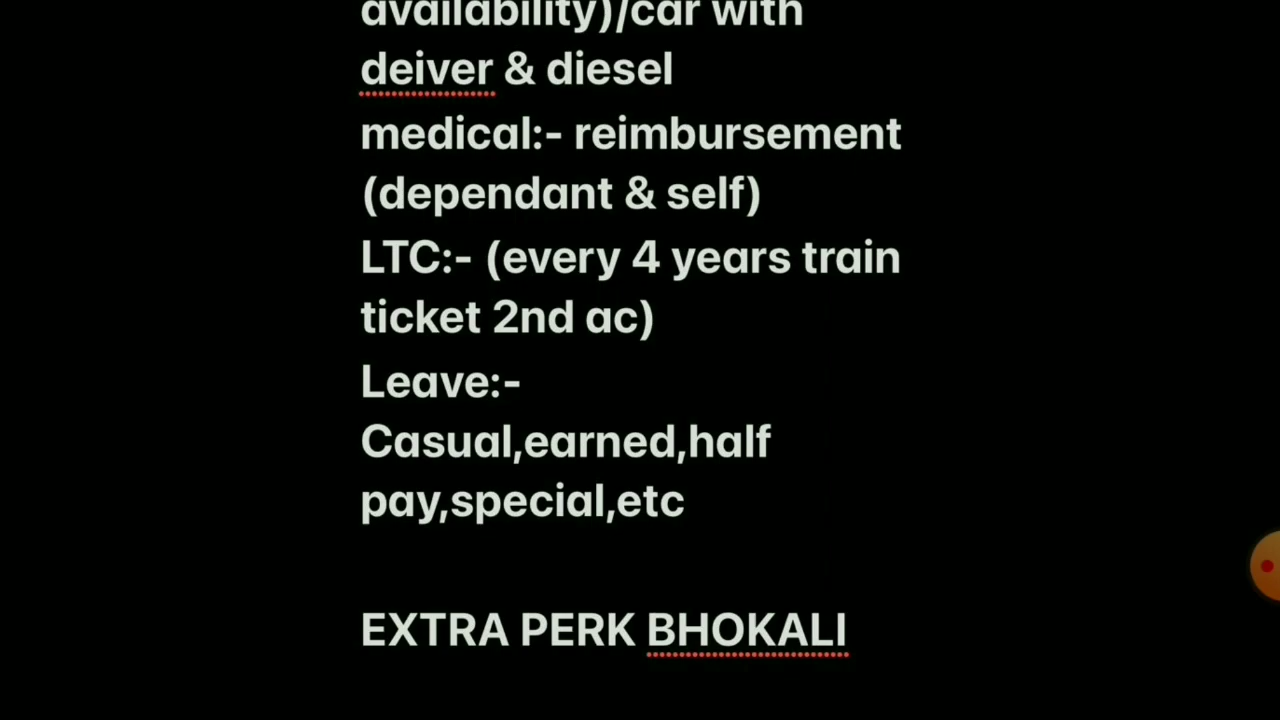 availability)/car with
deiver & diesel
medical:- reimbursement
(dependant & self)
LTC:- (every 4 years train
ticket 2nd ac)
Leave:-
Casual,earned,half
pay,special,etc
EXTRA PERK BHOKALI